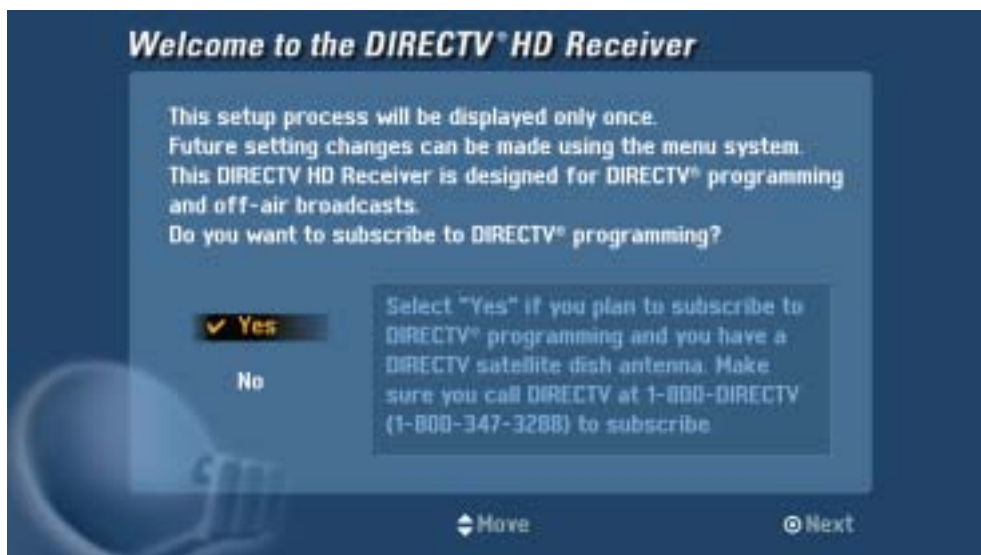 Welcome to the DIRECTV® HD Receiver
This setup process will be displayed only once.
Future setting changes can be made using the menu system.
This DIRECTV HD Receiver is designed for DIRECTV® programming
and off-air broadcasts.
Do you want to subscribe to DIRECTV® programming?
Yes
No
Select "Yes" if you plan to subscribe to
DIRECTV® programming and you have a
DIRECTV satellite dish antenna. Make
sure you call DIRECTV at 1-800-DIRECTV
(1-800-347-3288) to subscribe
Move
Next